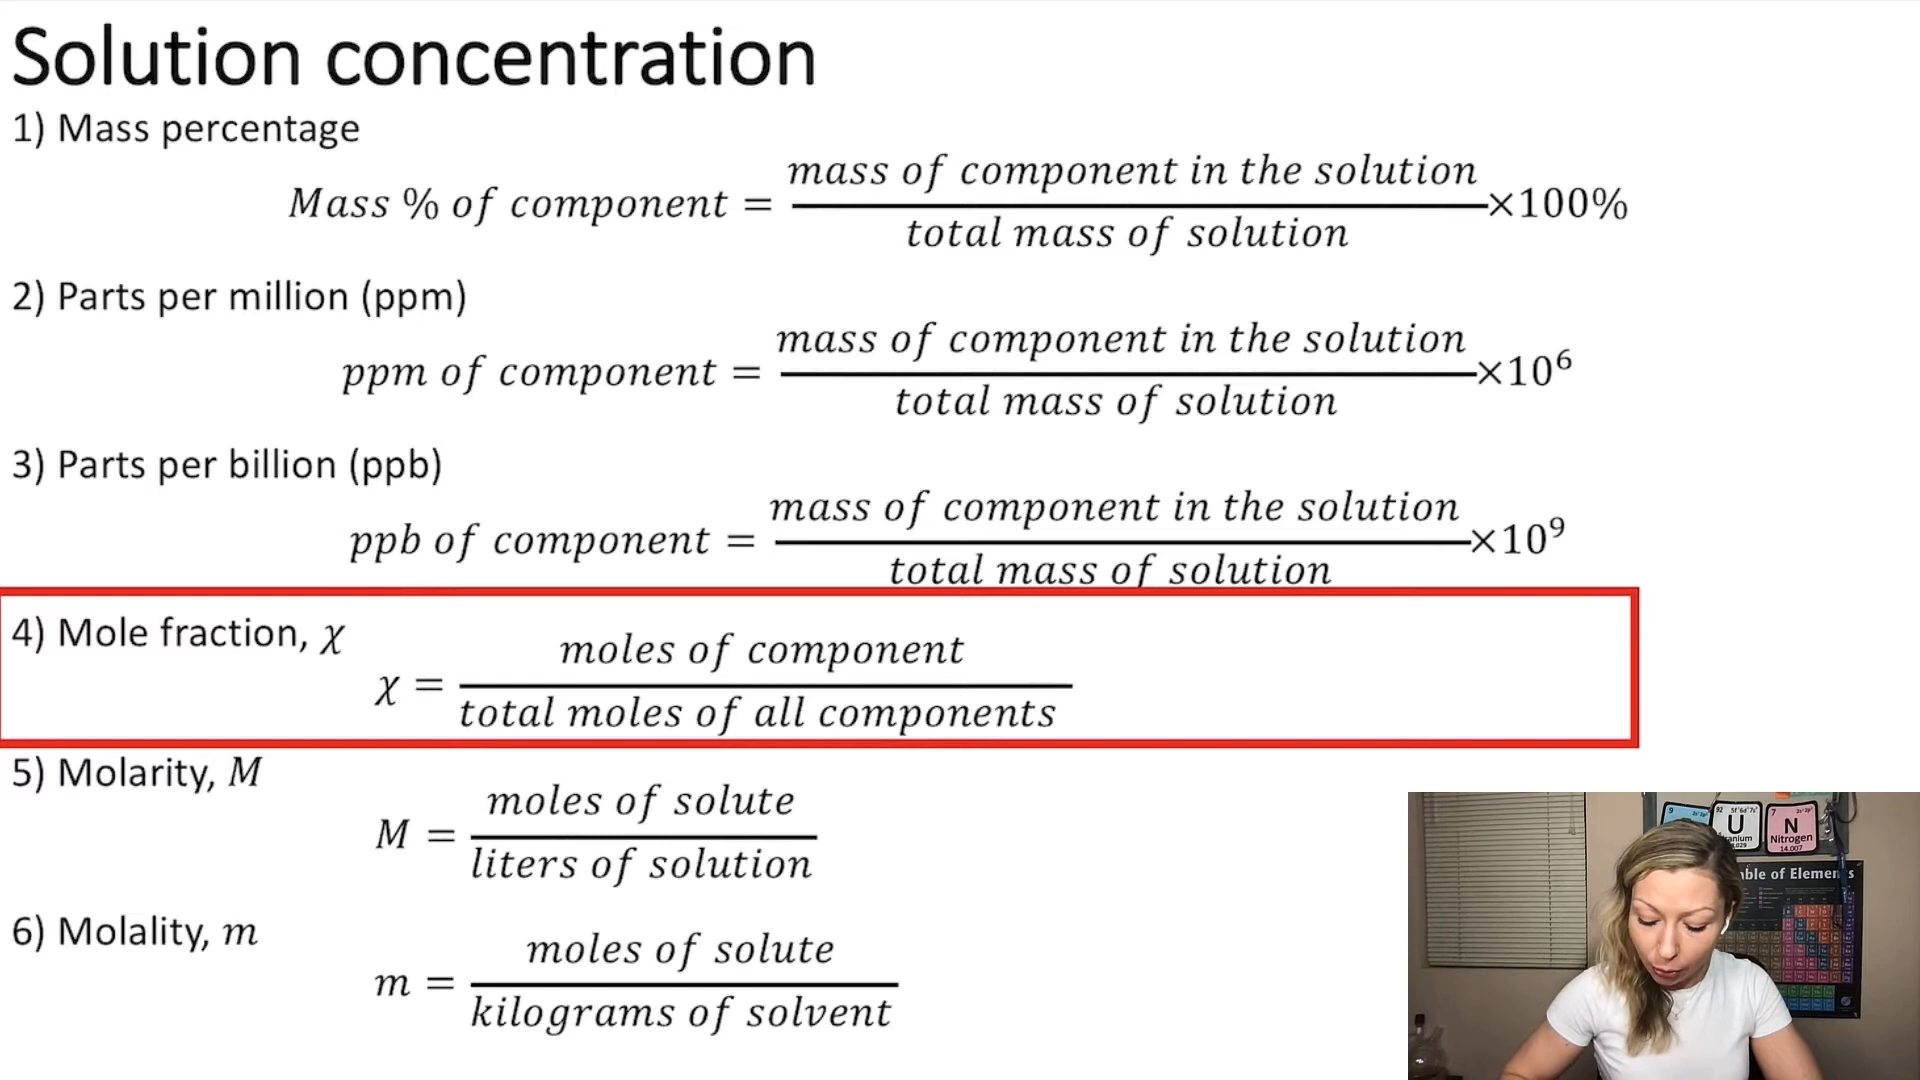 Solution concentration
1) Mass percentage
Mass % of component = mass of component in the solution / total mass of solution ×100%
2) Parts per million (ppm)
ppm of component = mass of component in the solution / total mass of solution ×10⁶
3) Parts per billion (ppb)
ppb of component = mass of component in the solution / total mass of solution ×10⁹
4) Mole fraction, χ
χ = moles of component / total moles of all components
5) Molarity, M
M = moles of solute / liters of solution
6) Molality, m
m = moles of solute / kilograms of solvent
9
92
U
7
N
Nitrogen
14.007